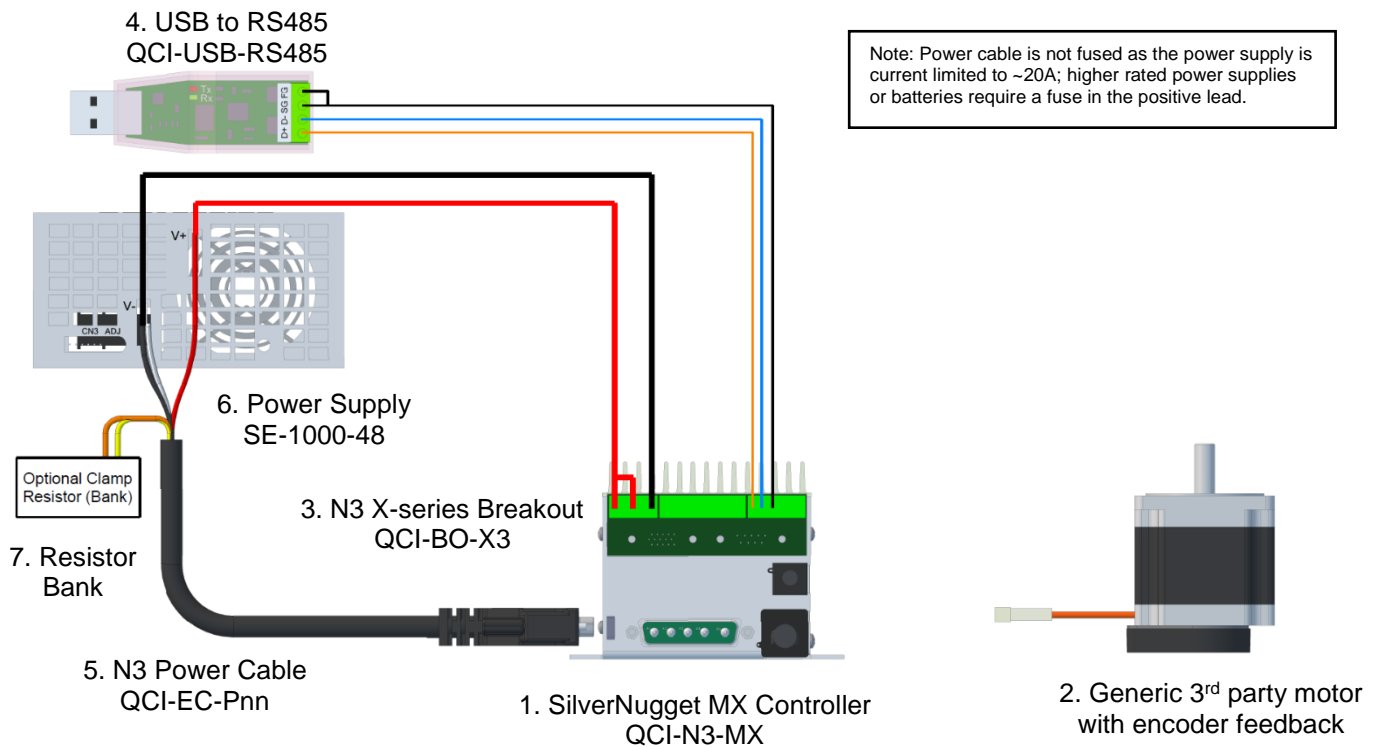 4. USB to RS485
QCI-USB-RS485
Note: Power cable is not fused as the power supply is
current limited to ~20A; higher rated power supplies
or batteries require a fuse in the positive lead.
Tx
Rx
D+ D- SG FG
V+
V-
CN3 ADJ
6. Power Supply
SE-1000-48
Optional Clamp
Resistor (Bank)
3. N3 X-series Breakout
QCI-BO-X3
7. Resistor
Bank
5. N3 Power Cable
QCI-EC-Pnn
1. SilverNugget MX Controller
QCI-N3-MX
2. Generic 3rd party motor
with encoder feedback